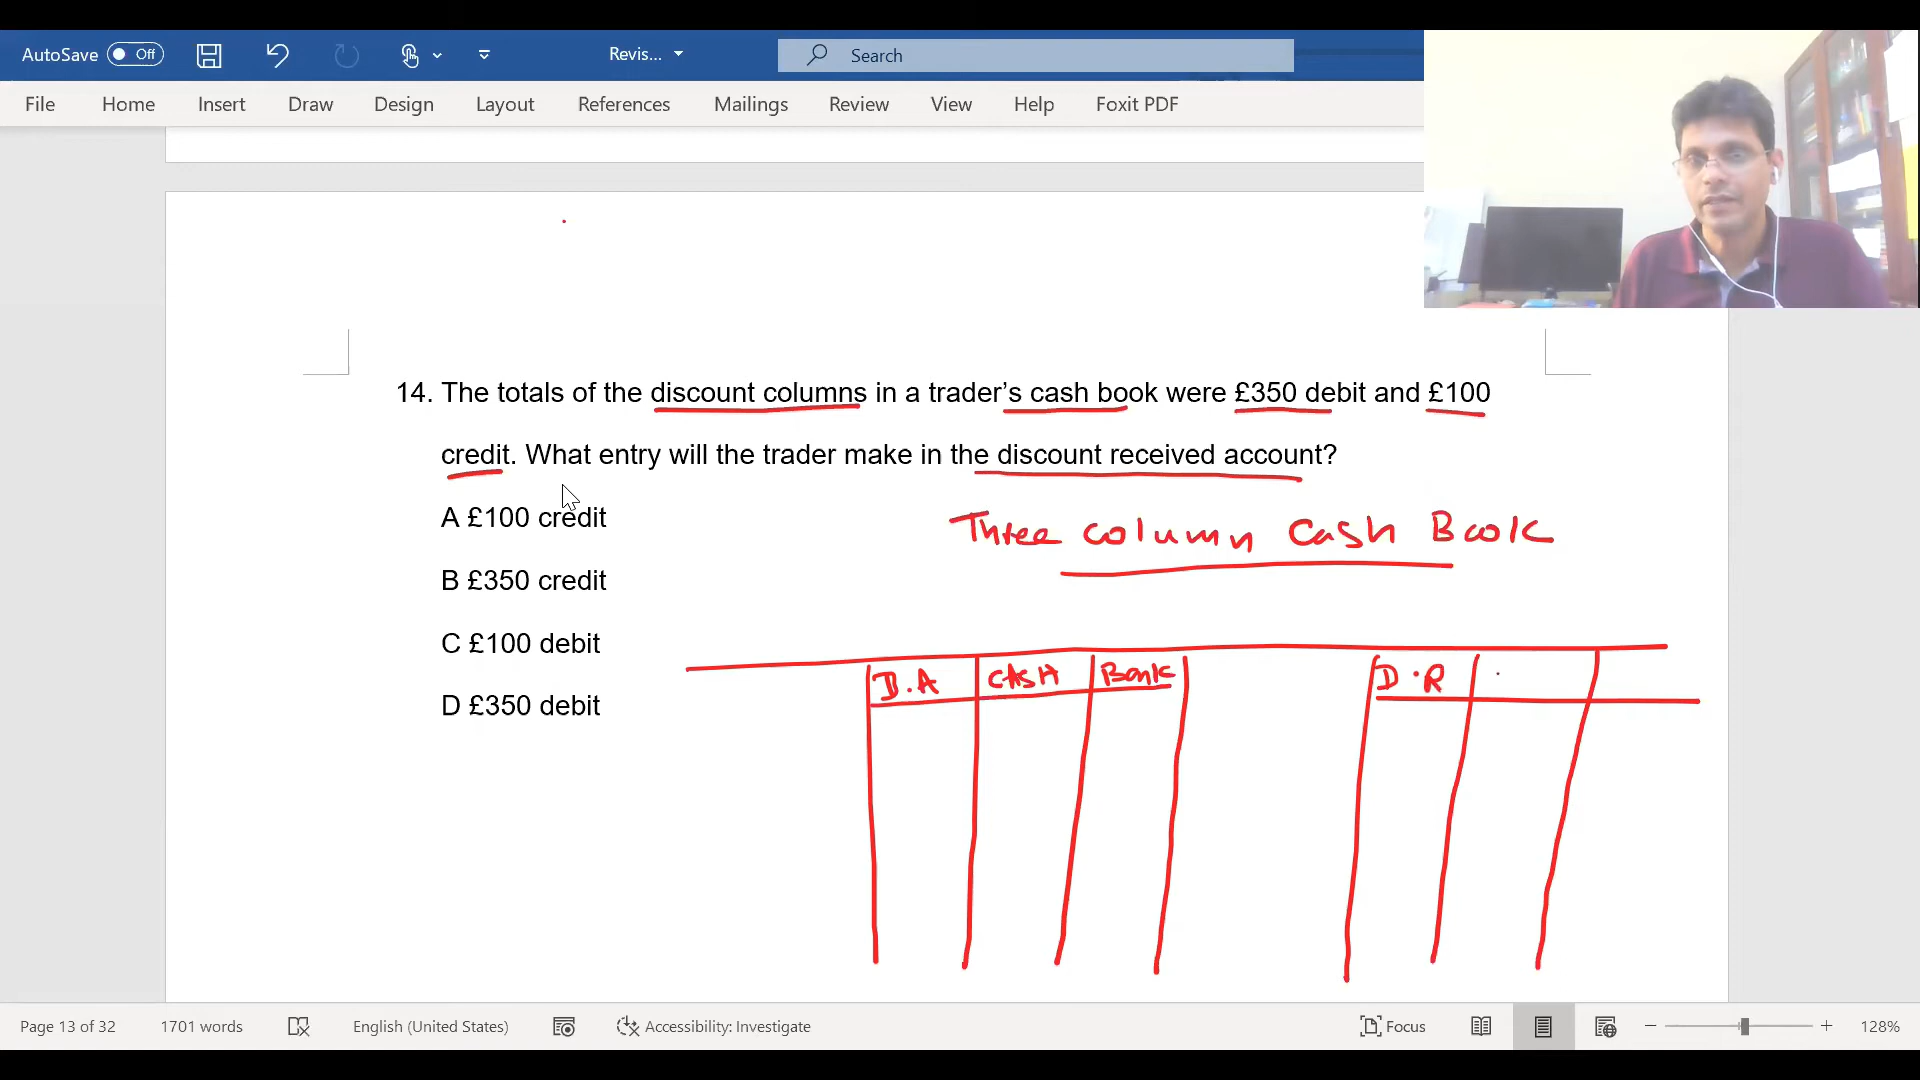 AutoSave Off Revis... Search
File Home Insert Draw Design Layout References Mailings Review View Help Foxit PDF
14. The totals of the discount columns in a trader's cash book were £350 debit and £100
credit. What entry will the trader make in the discount received account?
A £100 credit
B £350 credit
C £100 debit
D £350 debit
Three column Cash Book
D.A CASH Bank D.R
Page 13 of 32 1701 words English (United States) Accessibility: Investigate Focus 128%